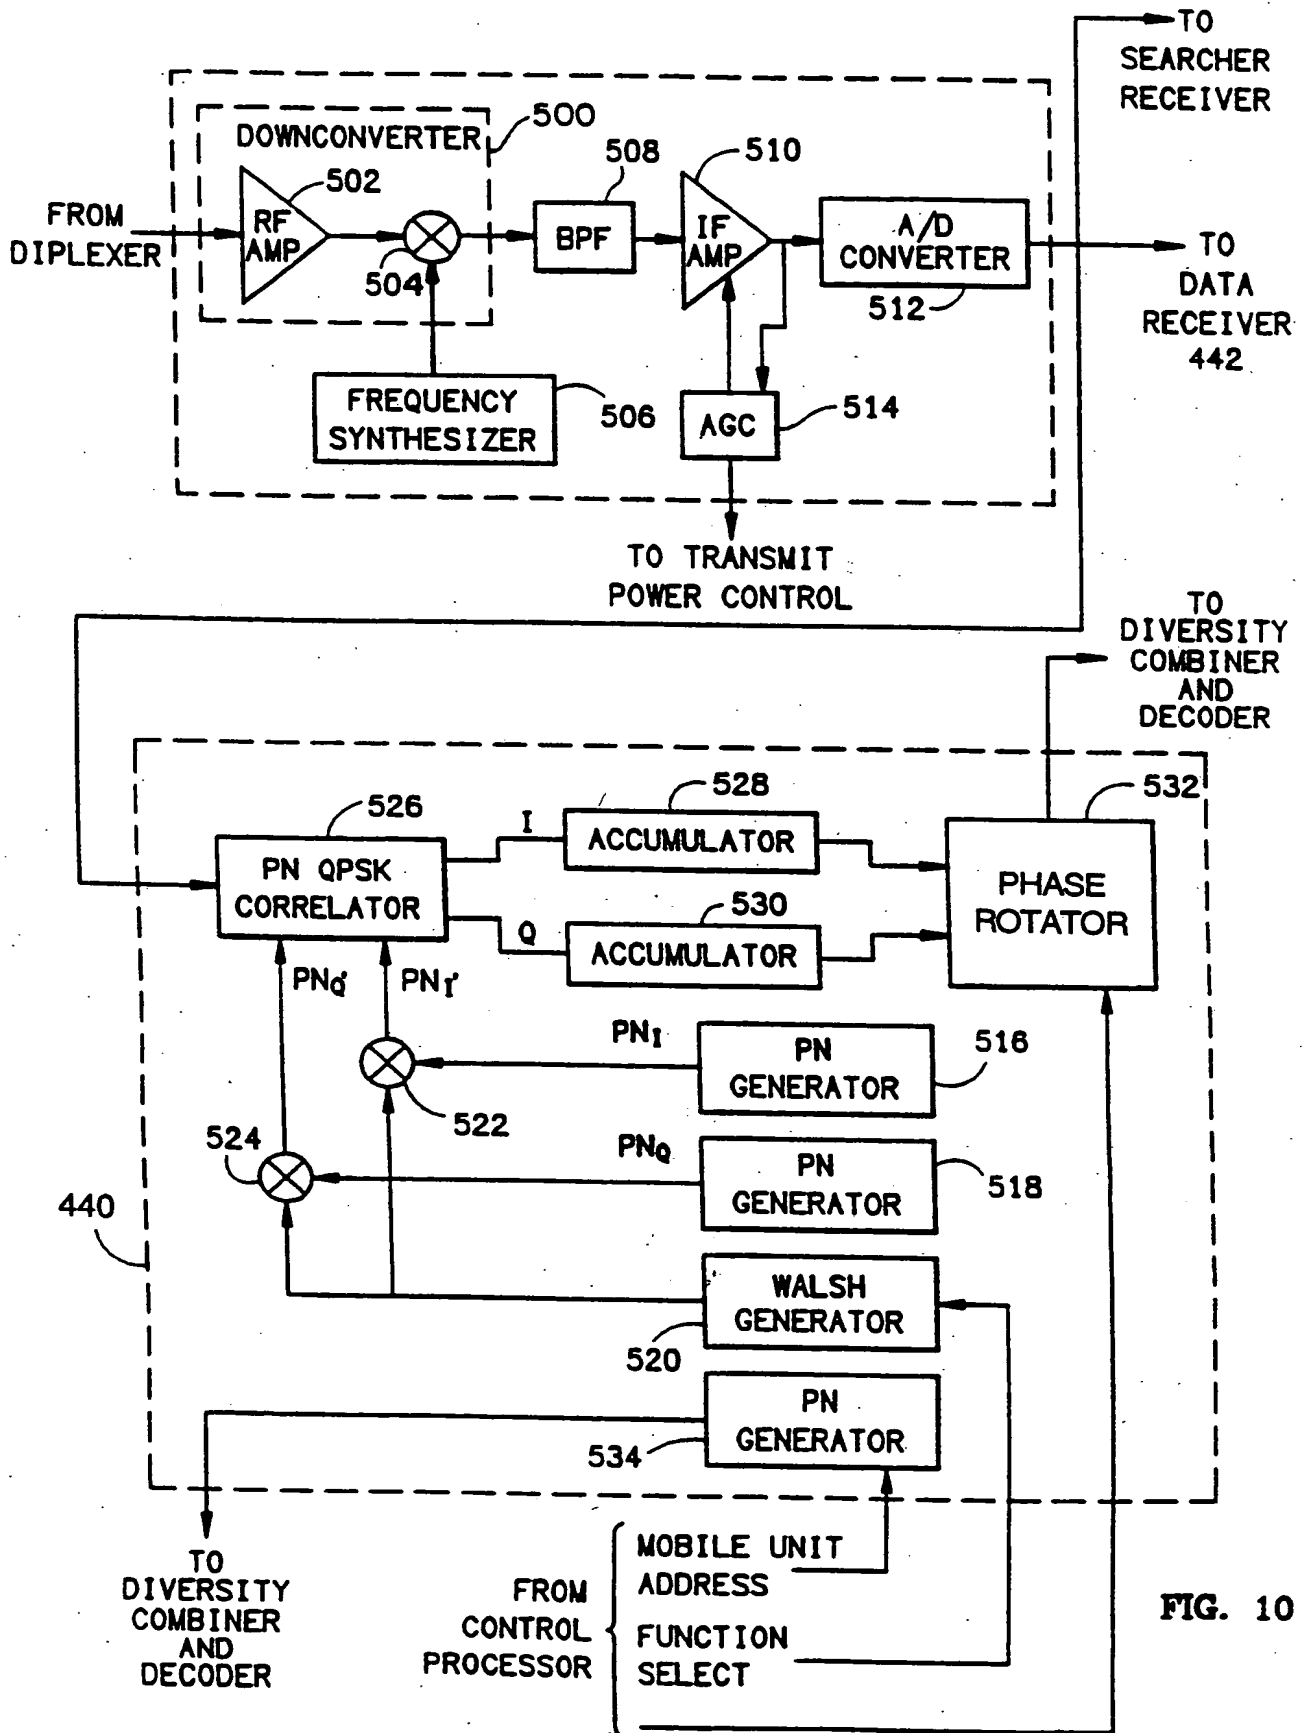 TO
SEARCHER
RECEIVER
DOWNCONVERTER
500
502
508
510
FROM
DIPLEXER
RF
AMP
504
BPF
IF
AMP
A/D
CONVERTER
512
TO
DATA
RECEIVER
442
FREQUENCY
SYNTHESIZER
506
AGC
514
TO TRANSMIT
POWER CONTROL
TO
DIVERSITY
COMBINER
AND
DECODER
526
528
532
I
ACCUMULATOR
PN QPSK
CORRELATOR
530
Q
ACCUMULATOR
PHASE
ROTATOR
PNQ'
PNI'
PNI
PN
GENERATOR
516
522
524
PNQ
PN
GENERATOR
518
440
WALSH
GENERATOR
520
PN
GENERATOR
534
TO
DIVERSITY
COMBINER
AND
DECODER
FROM
CONTROL
PROCESSOR
MOBILE UNIT
ADDRESS
FUNCTION
SELECT
FIG. 10